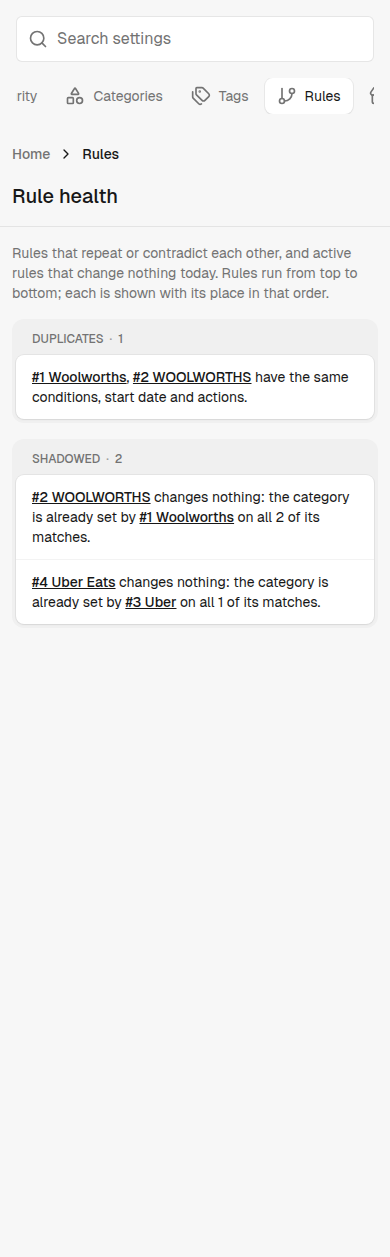 Search settings
rity Categories Tags Rules
Home Rules
Rule health
Rules that repeat or contradict each other, and active
rules that change nothing today. Rules run from top to
bottom; each is shown with its place in that order.
DUPLICATES · 1
#1 Woolworths, #2 WOOLWORTHS have the same
conditions, start date and actions.
SHADOWED · 2
#2 WOOLWORTHS changes nothing: the category
is already set by #1 Woolworths on all 2 of its
matches.
#4 Uber Eats changes nothing: the category is
already set by #3 Uber on all 1 of its matches.